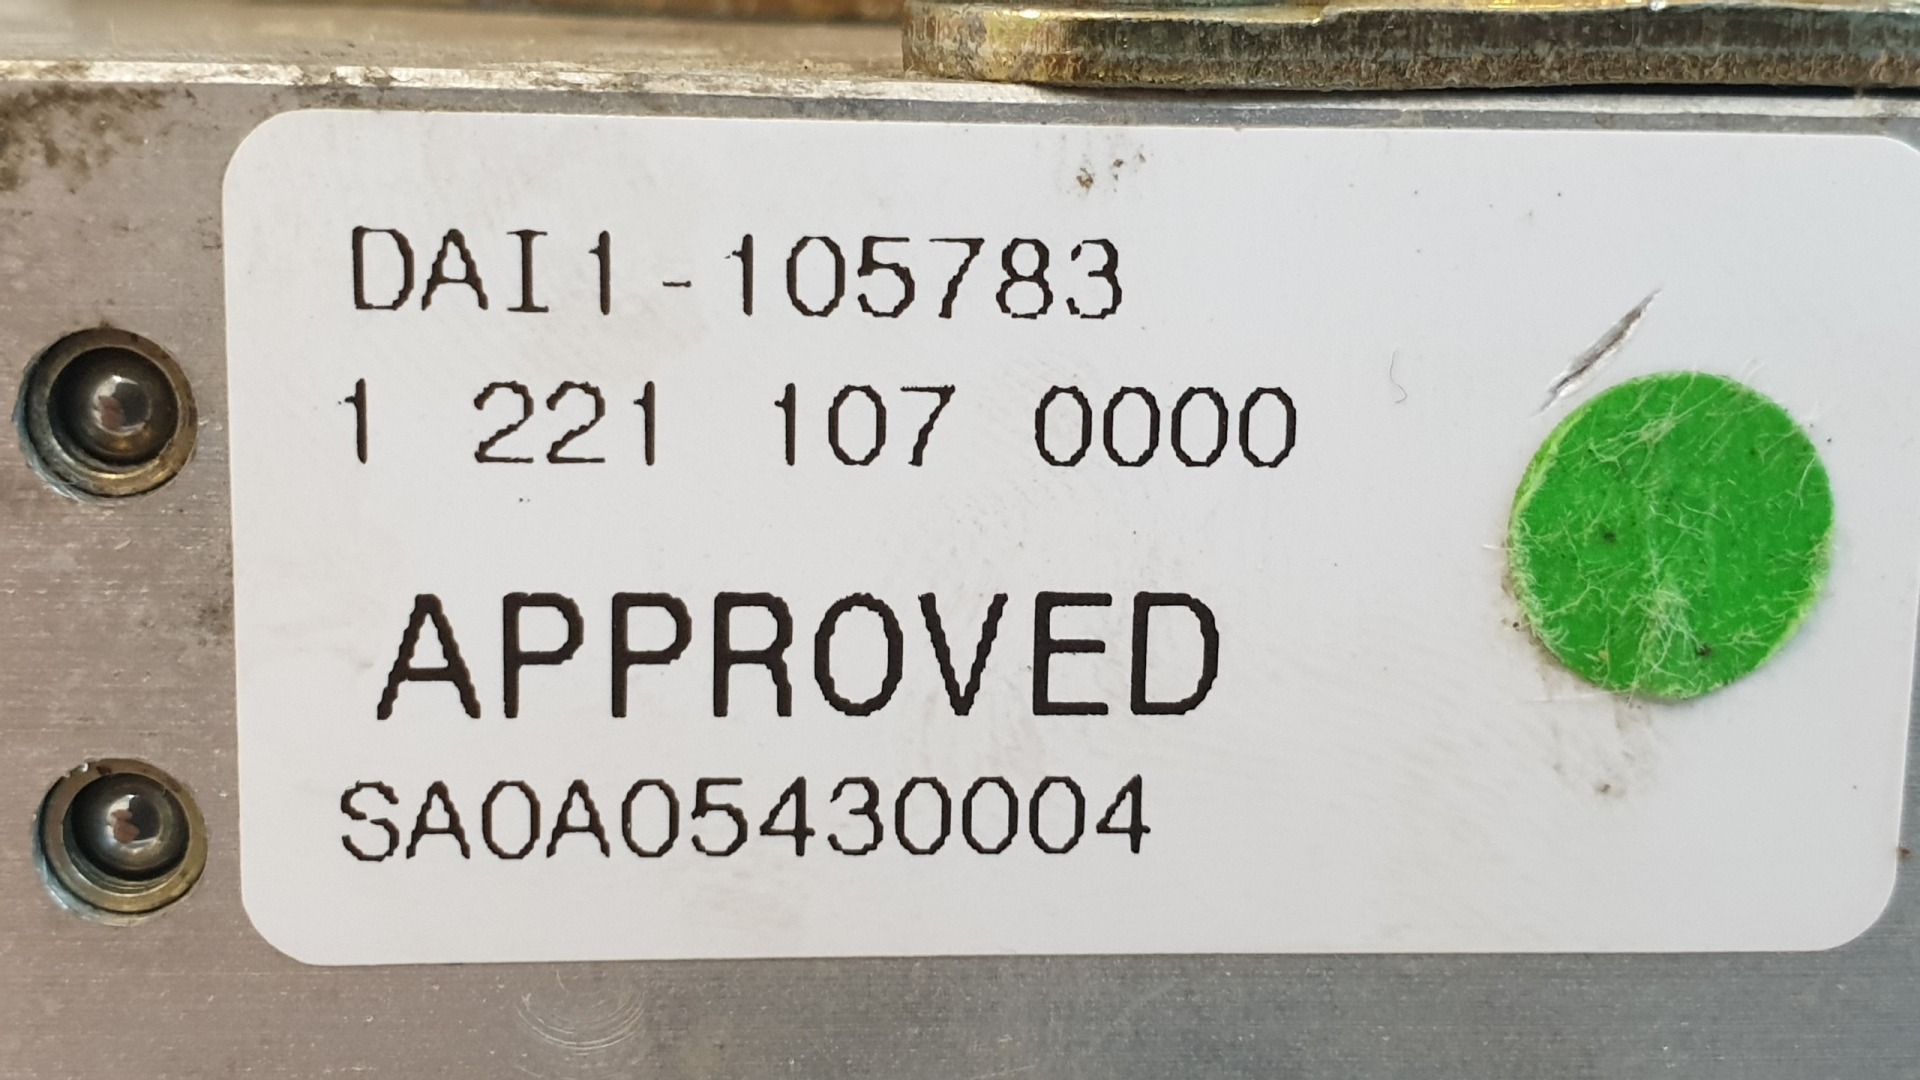 DAI1-105783
1 221 107 0000
APPROVED
SA0A05430004